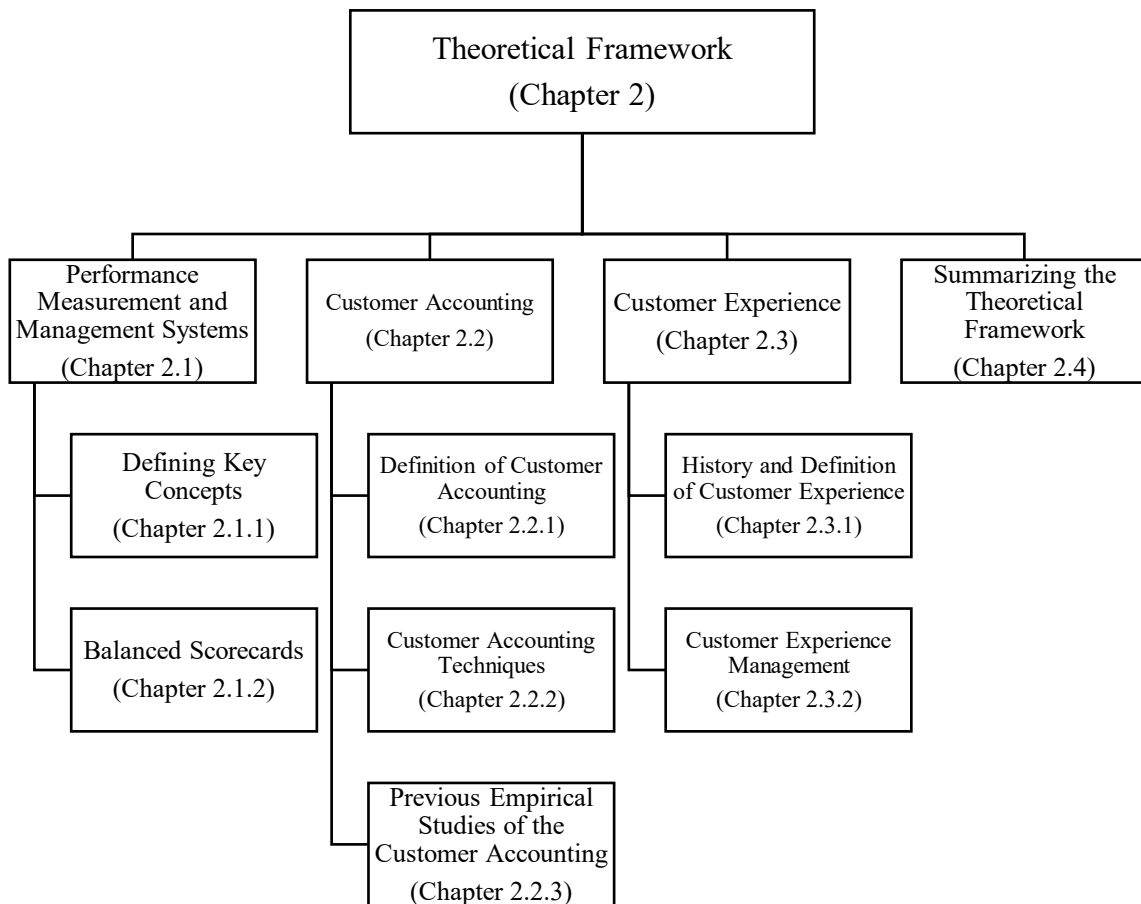 Theoretical Framework
(Chapter 2)
Performance
Measurement and
Management Systems
(Chapter 2.1)
Customer Accounting
(Chapter 2.2)
Customer Experience
(Chapter 2.3)
Summarizing the
Theoretical
Framework
(Chapter 2.4)
Defining Key
Concepts
(Chapter 2.1.1)
Definition of Customer
Accounting
(Chapter 2.2.1)
History and Definition
of Customer Experience
(Chapter 2.3.1)
Balanced Scorecards
(Chapter 2.1.2)
Customer Accounting
Techniques
(Chapter 2.2.2)
Customer Experience
Management
(Chapter 2.3.2)
Previous Empirical
Studies of the
Customer Accounting
(Chapter 2.2.3)